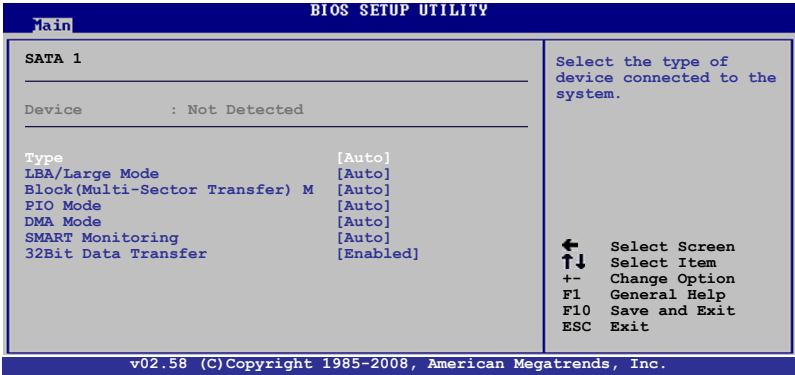 BIOS SETUP UTILITY
Main
SATA 1
Device : Not Detected
Type [Auto]
LBA/Large Mode [Auto]
Block(Multi-Sector Transfer) M [Auto]
PIO Mode [Auto]
DMA Mode [Auto]
SMART Monitoring [Auto]
32Bit Data Transfer [Enabled]
Select the type of
device connected to the
system.
Select Screen
Select Item
+- Change Option
F1 General Help
F10 Save and Exit
ESC Exit
v02.58 (C)Copyright 1985-2008, American Megatrends, Inc.